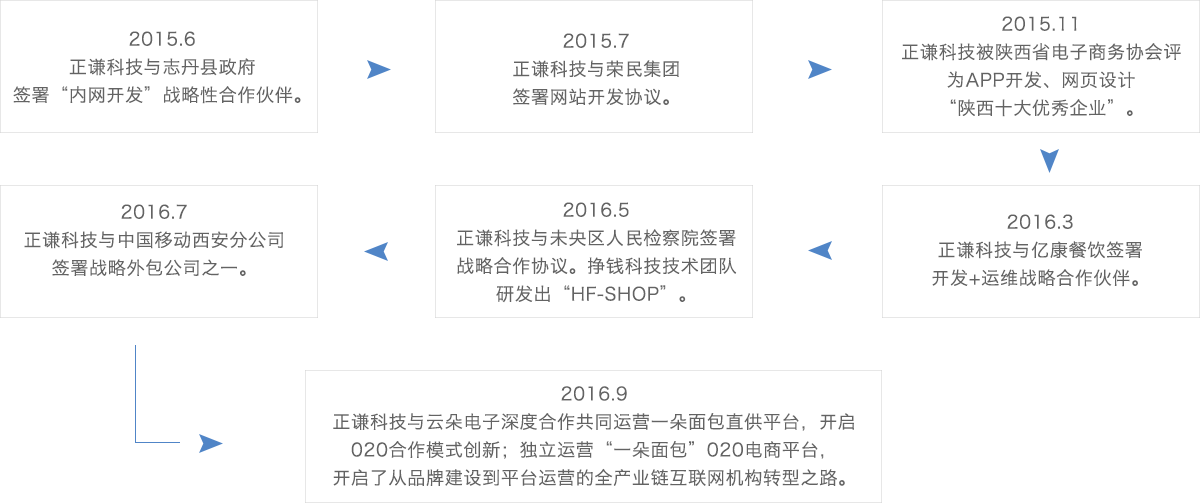 2015.6
正谦科技与志丹县政府
签署“内网开发”战略性合作伙伴。
2015.7
正谦科技与荣民集团
签署网站开发协议。
2015.11
正谦科技被陕西省电子商务协会评
为APP开发、网页设计
“陕西十大优秀企业”。
2016.3
正谦科技与亿康餐饮签署
开发+运维战略合作伙伴。
2016.5
正谦科技与未央区人民检察院签署
战略合作协议。挣钱科技技术团队
研发出“HF-SHOP”。
2016.7
正谦科技与中国移动西安分公司
签署战略外包公司之一。
2016.9
正谦科技与云朵电子深度合作共同运营一朵面包直供平台，开启
020合作模式创新；独立运营“一朵面包”020电商平台，
开启了从品牌建设到平台运营的全产业链互联网机构转型之路。